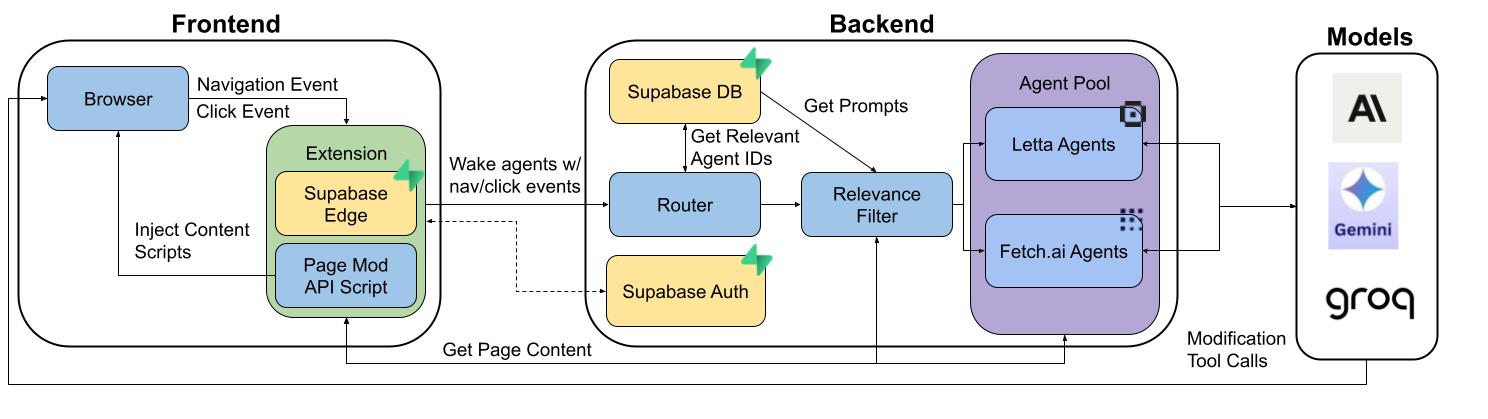 Frontend
Browser
Navigation Event
Click Event
Extension
Supabase
Edge
Page Mod
API Script
Inject Content
Scripts
Wake agents w/
nav/click events
Get Page Content
Backend
Supabase DB
Get Prompts
Get Relevant
Agent IDs
Router
Relevance
Filter
Supabase Auth
Agent Pool
Letta Agents
Fetch.ai Agents
Models
AI
Gemini
groq
Modification
Tool Calls